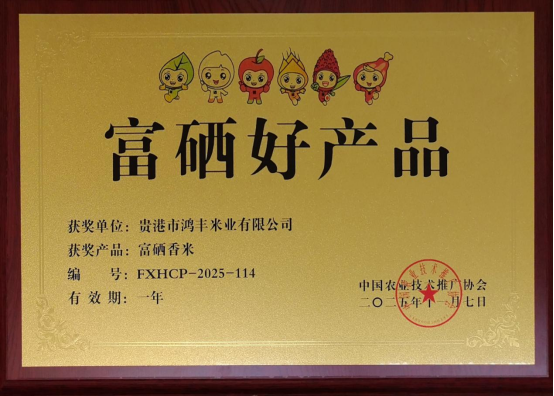 富硒好产品
获奖单位：贵港市鸿丰米业有限公司
获奖产品：富硒香米
编 号：FXHCP-2025-114
有 效 期：一年
中国农业技术推广协会
二〇二五年十一月七日